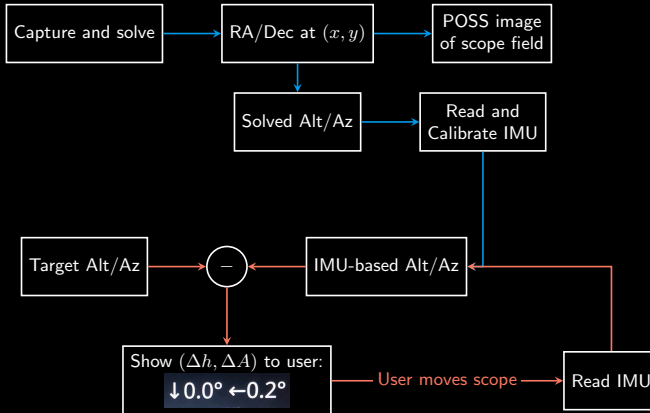 Capture and solve
RA/Dec at (x, y)
POSS image
of scope field
Solved Alt/Az
Read and
Calibrate IMU
Target Alt/Az
−
IMU-based Alt/Az
Show (Δh, ΔA) to user:
↓0.0° ←0.2°
User moves scope
Read IMU